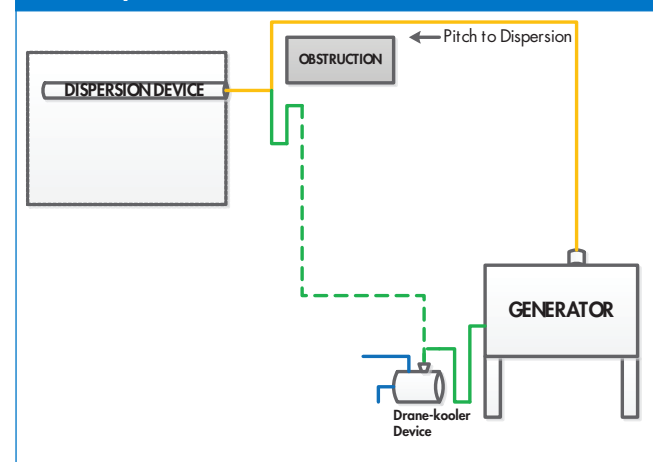 Pitch to Dispersion
OBSTRUCTION
DISPERSION DEVICE
GENERATOR
Drane-kooler
Device